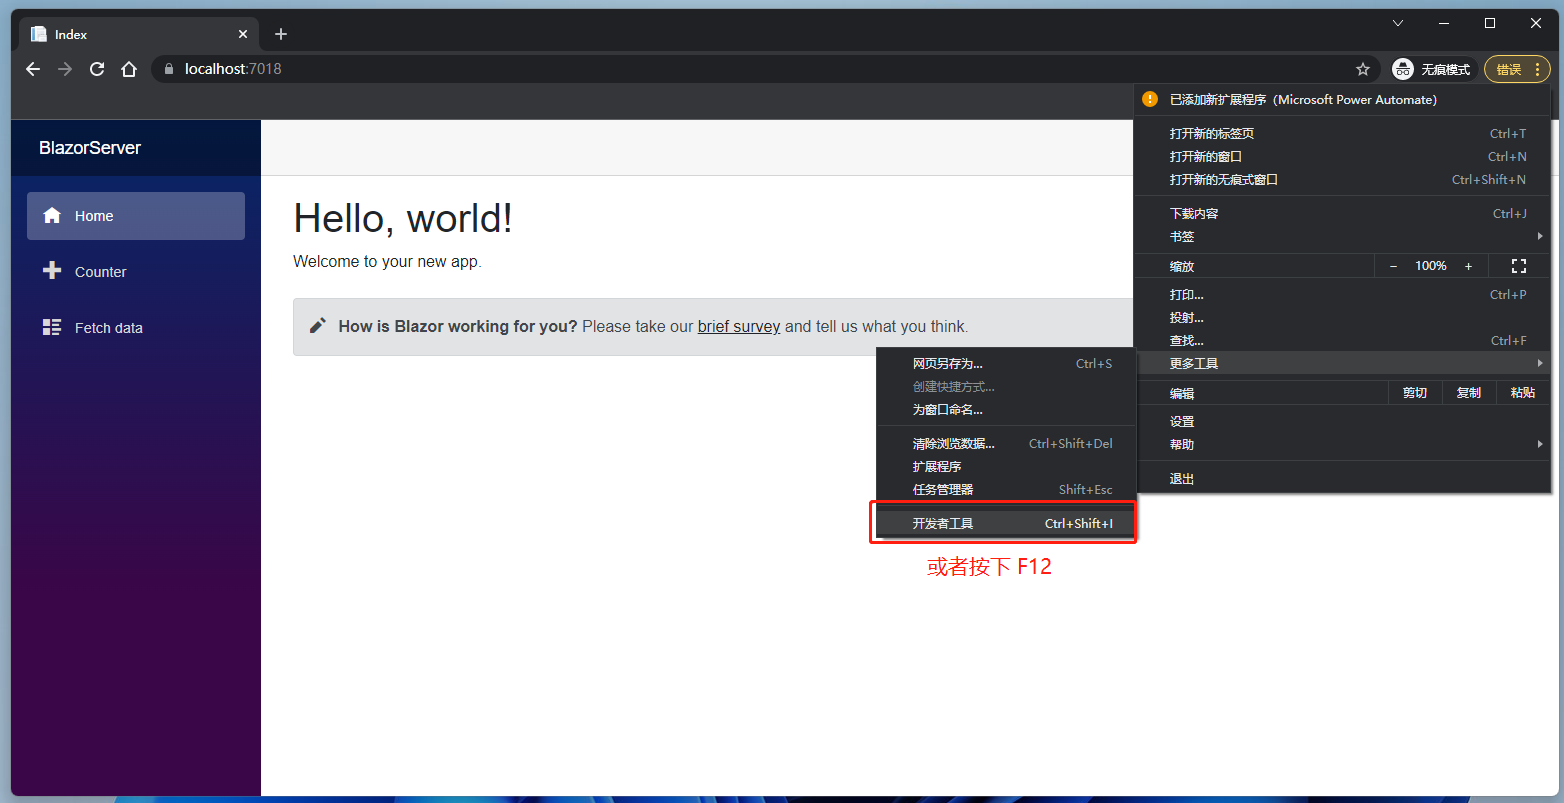 Index
localhost:7018
无痕模式
错误
BlazorServer
Home
Counter
Fetch data
Hello, world!
Welcome to your new app.
How is Blazor working for you? Please take our brief survey and tell us what you think.
已添加新扩展程序（Microsoft Power Automate）
打开新的标签页 Ctrl+T
打开新的窗口 Ctrl+N
打开新的无痕式窗口 Ctrl+Shift+N
下载内容 Ctrl+J
书签
缩放 − 100% +
打印... Ctrl+P
投射...
查找... Ctrl+F
更多工具
编辑 剪切 复制 粘贴
设置
帮助
退出
网页另存为... Ctrl+S
创建快捷方式...
为窗口命名...
清除浏览数据... Ctrl+Shift+Del
扩展程序
任务管理器 Shift+Esc
开发者工具 Ctrl+Shift+I
或者按下 F12